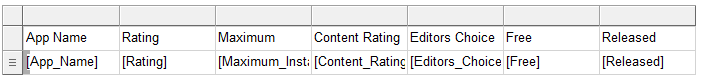 App Name Rating Maximum Content Rating Editors Choice Free Released
[App_Name] [Rating] [Maximum_Insta [Content_Rating [Editors_Choice] [Free] [Released]